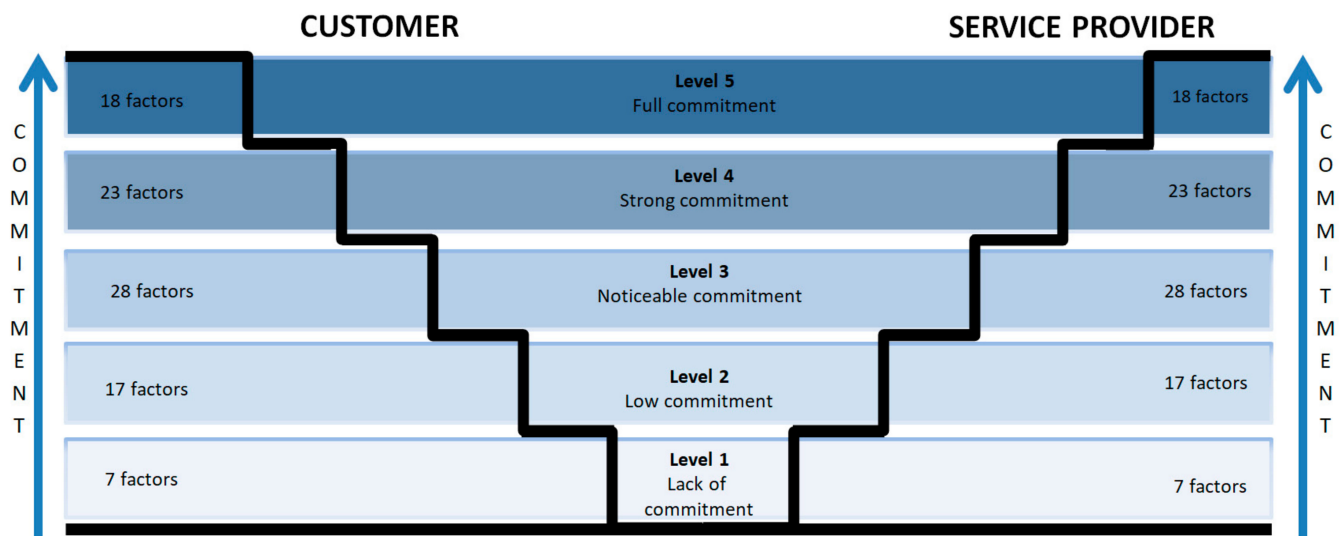 CUSTOMER
SERVICE PROVIDER
COMMITMENT
18 factors
Level 5
Full commitment
18 factors
23 factors
Level 4
Strong commitment
23 factors
28 factors
Level 3
Noticeable commitment
28 factors
17 factors
Level 2
Low commitment
17 factors
7 factors
Level 1
Lack of
commitment
7 factors
COMMITMENT